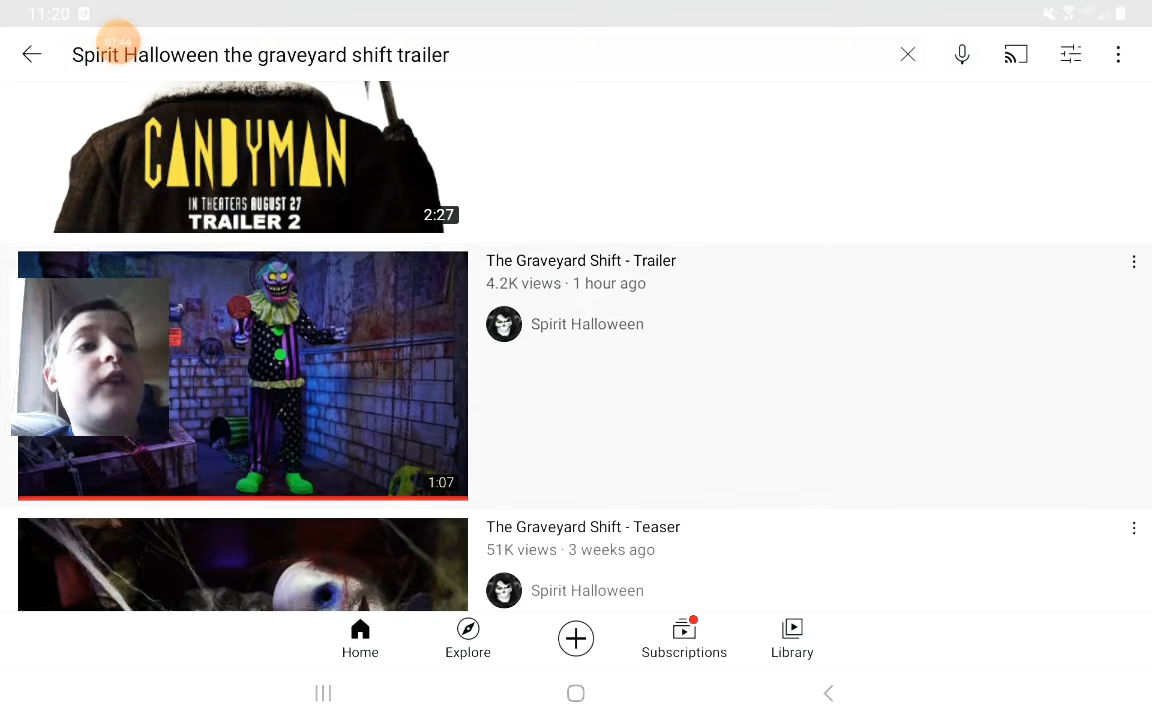 11:20
07:44
Spirit Halloween the graveyard shift trailer
CANDYMAN
IN THEATERS AUGUST 27
TRAILER 2
2:27
The Graveyard Shift - Trailer
4.2K views · 1 hour ago
Spirit Halloween
1:07
The Graveyard Shift - Teaser
51K views · 3 weeks ago
Spirit Halloween
Home
Explore
Subscriptions
Library